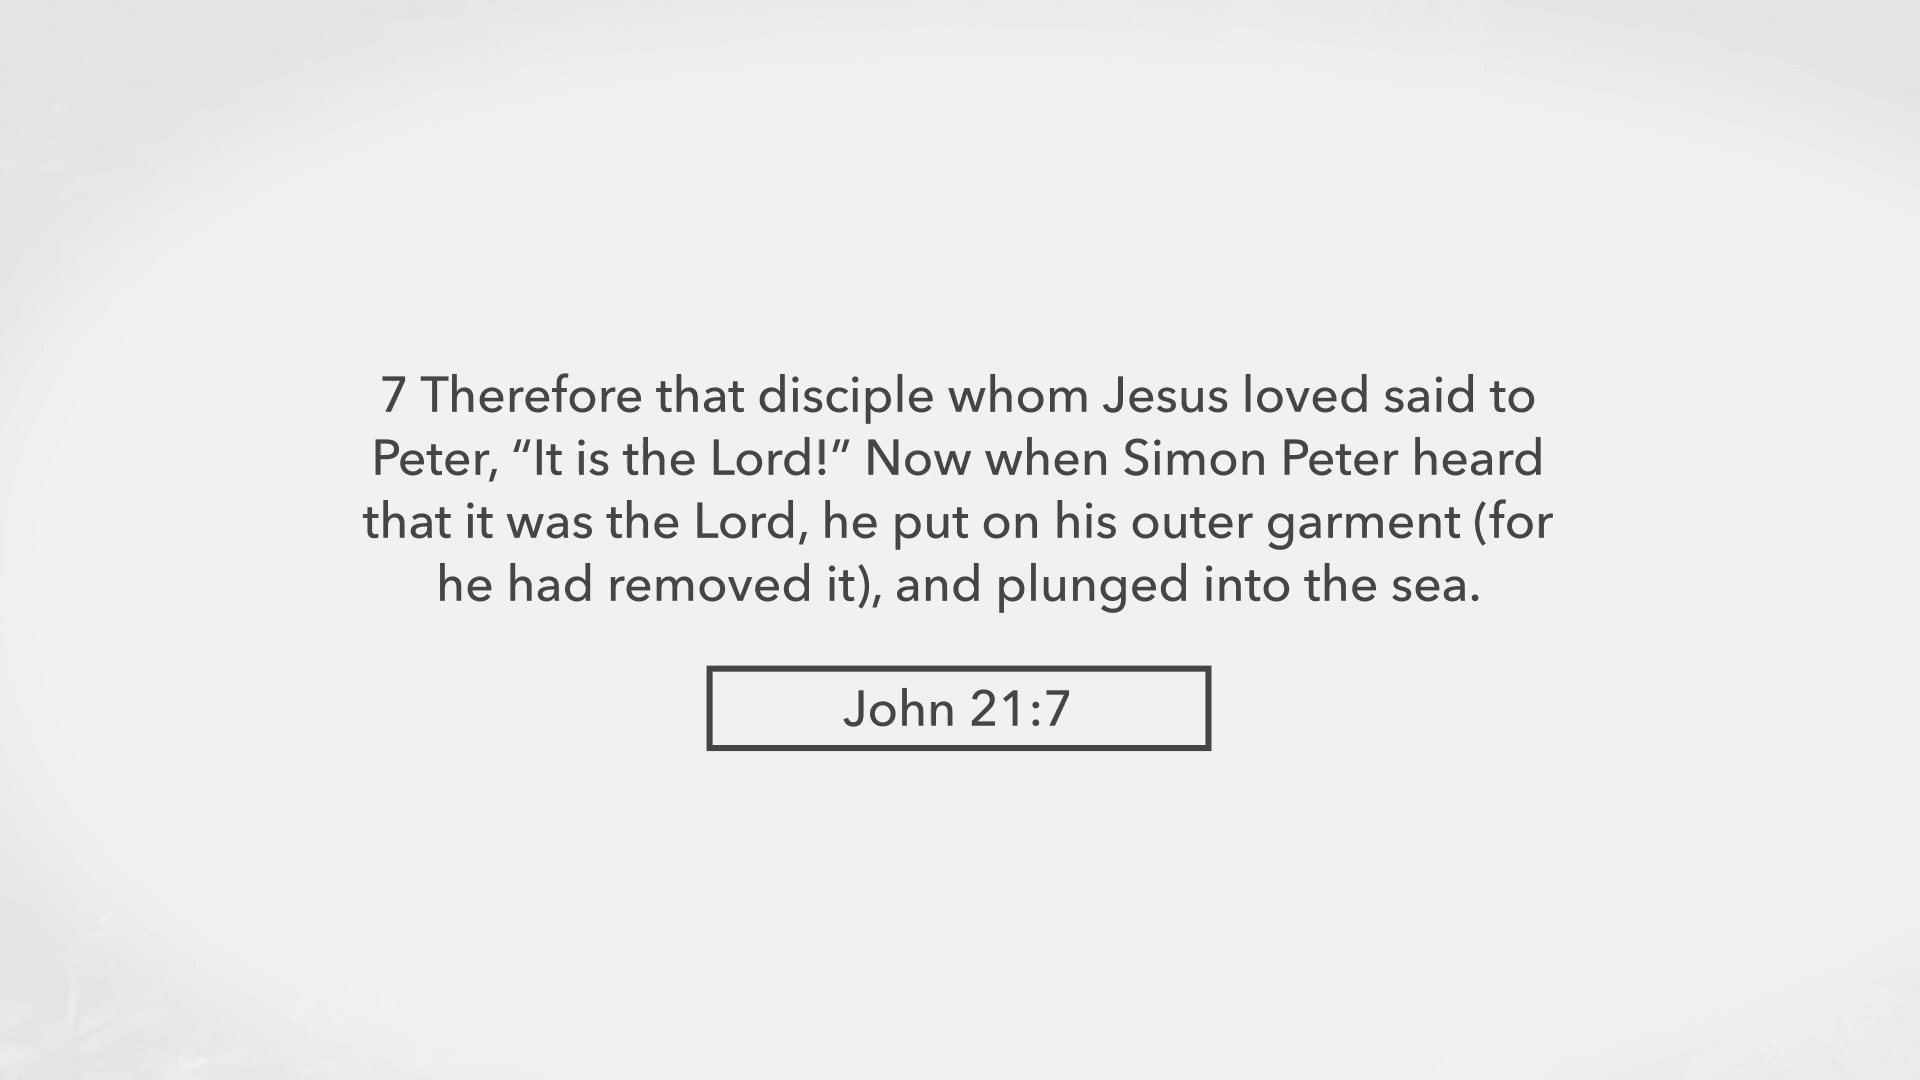 7 Therefore that disciple whom Jesus loved said to
Peter, “It is the Lord!” Now when Simon Peter heard
that it was the Lord, he put on his outer garment (for
he had removed it), and plunged into the sea.
John 21:7